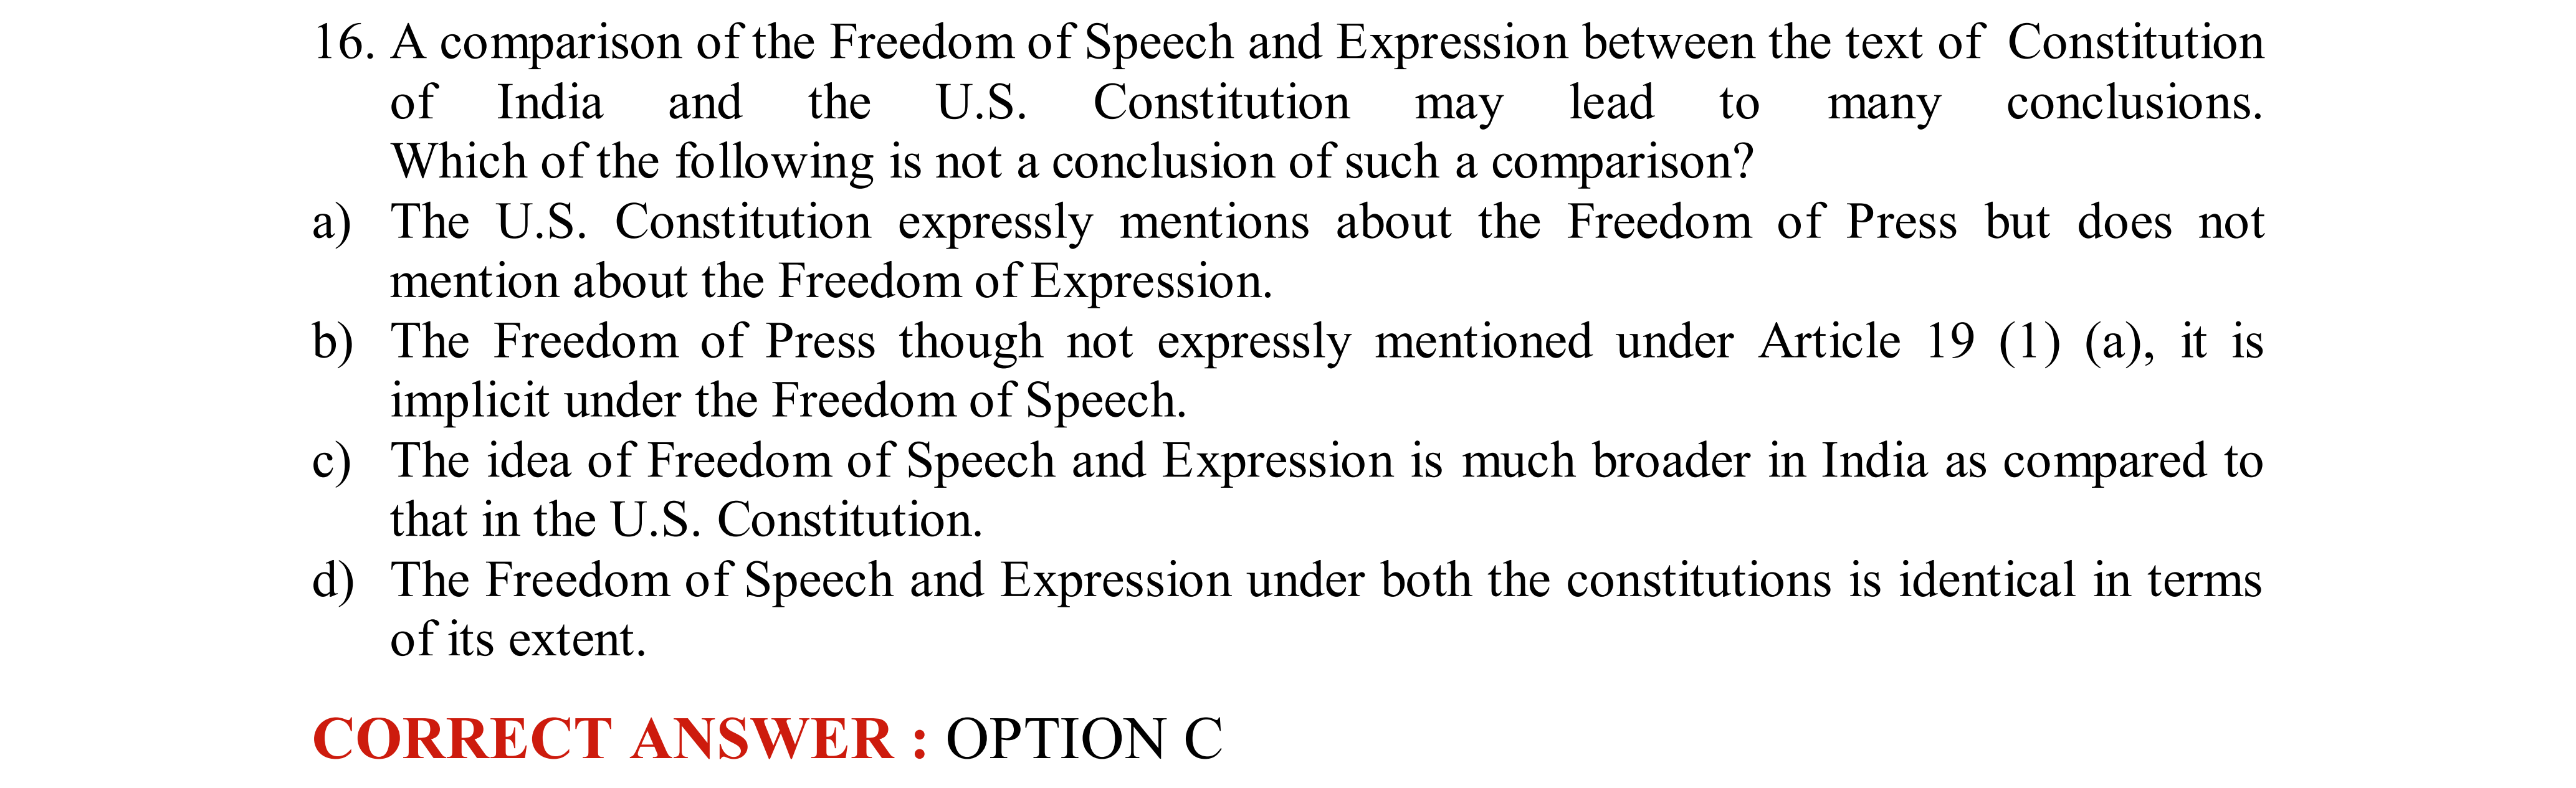 16. A comparison of the Freedom of Speech and Expression between the text of Constitution
of India and the U.S. Constitution may lead to many conclusions.
Which of the following is not a conclusion of such a comparison?
a) The U.S. Constitution expressly mentions about the Freedom of Press but does not
mention about the Freedom of Expression.
b) The Freedom of Press though not expressly mentioned under Article 19 (1) (a), it is
implicit under the Freedom of Speech.
c) The idea of Freedom of Speech and Expression is much broader in India as compared to
that in the U.S. Constitution.
d) The Freedom of Speech and Expression under both the constitutions is identical in terms
of its extent.
CORRECT ANSWER : OPTION C